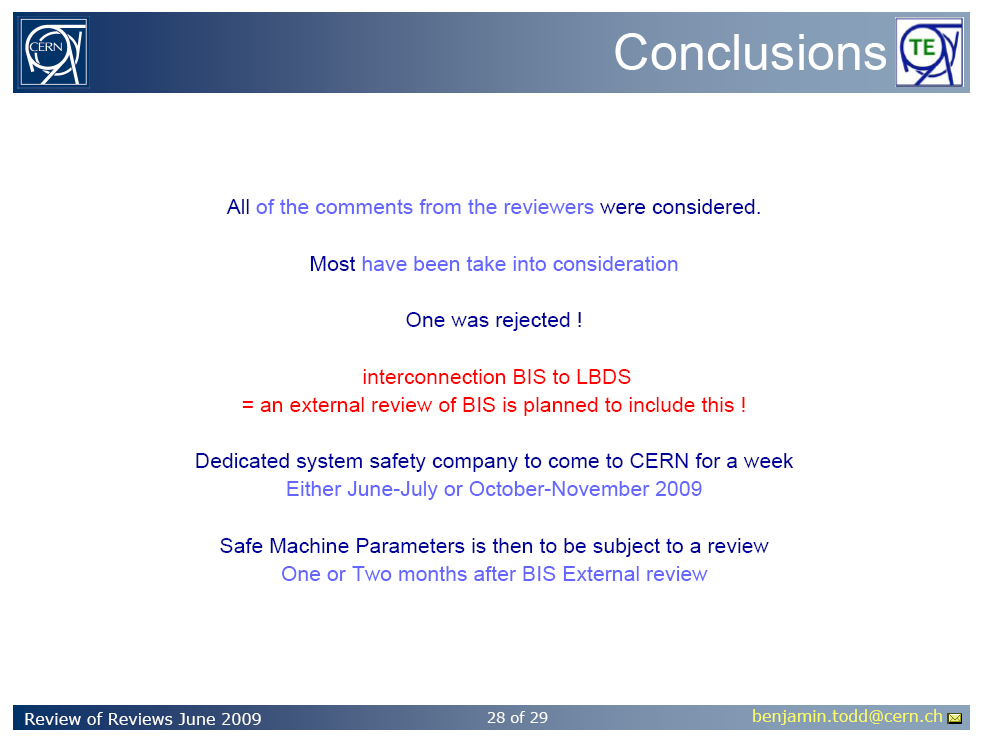 CERN
Conclusions
TE
All of the comments from the reviewers were considered.
Most have been take into consideration
One was rejected !
interconnection BIS to LBDS
= an external review of BIS is planned to include this !
Dedicated system safety company to come to CERN for a week
Either June-July or October-November 2009
Safe Machine Parameters is then to be subject to a review
One or Two months after BIS External review
Review of Reviews June 2009
28 of 29
benjamin.todd@cern.ch